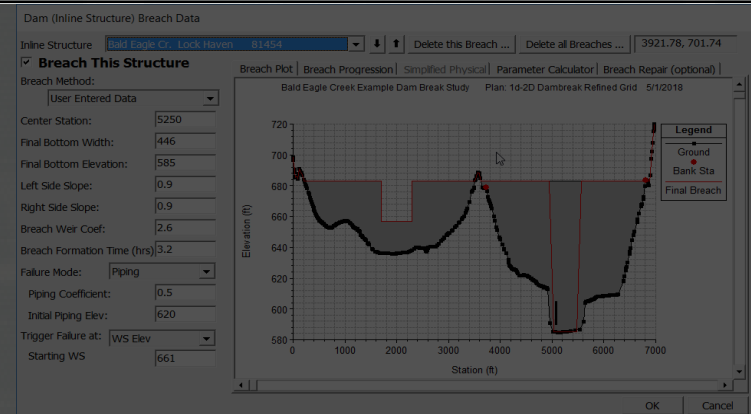 Dam (Inline Structure) Breach Data
Inline Structure Bald Eagle Cr. Lock Haven 81454 Delete this Breach ... Delete all Breaches ... 3921.78, 701.74
Breach This Structure
Breach Method:
User Entered Data
Center Station: 5250
Final Bottom Width: 446
Final Bottom Elevation: 585
Left Side Slope: 0.9
Right Side Slope: 0.9
Breach Weir Coef: 2.6
Breach Formation Time (hrs) 3.2
Failure Mode: Piping
Piping Coefficient: 0.5
Initial Piping Elev: 620
Trigger Failure at: WS Elev
Starting WS 661
Breach Plot Breach Progression Simplified Physical Parameter Calculator Breach Repair (optional)
Bald Eagle Creek Example Dam Break Study Plan: 1d-2D Dambreak Refined Grid 5/1/2018
720
700
680
660
640
620
600
580
Elevation (ft)
0 1000 2000 3000 4000 5000 6000 7000
Station (ft)
Legend
Ground
Bank Sta
Final Breach
OK Cancel